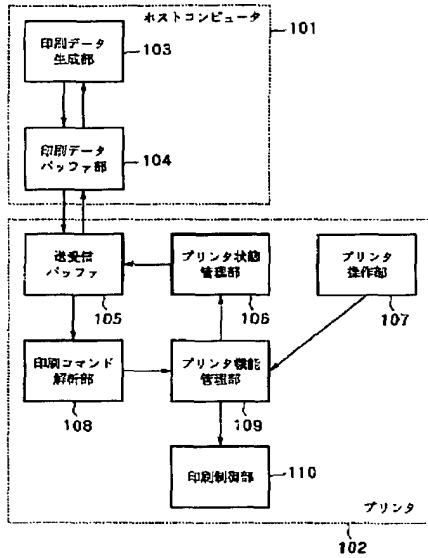 ホストコンピュータ
101
印刷データ
生成部
103
印刷データ
バッファ部
104
送受信
バッファ
105
プリンタ状態
管理部
106
プリンタ
操作部
107
印刷コマンド
解析部
108
プリンタ機能
管理部
109
印刷制御部
110
プリンタ
102